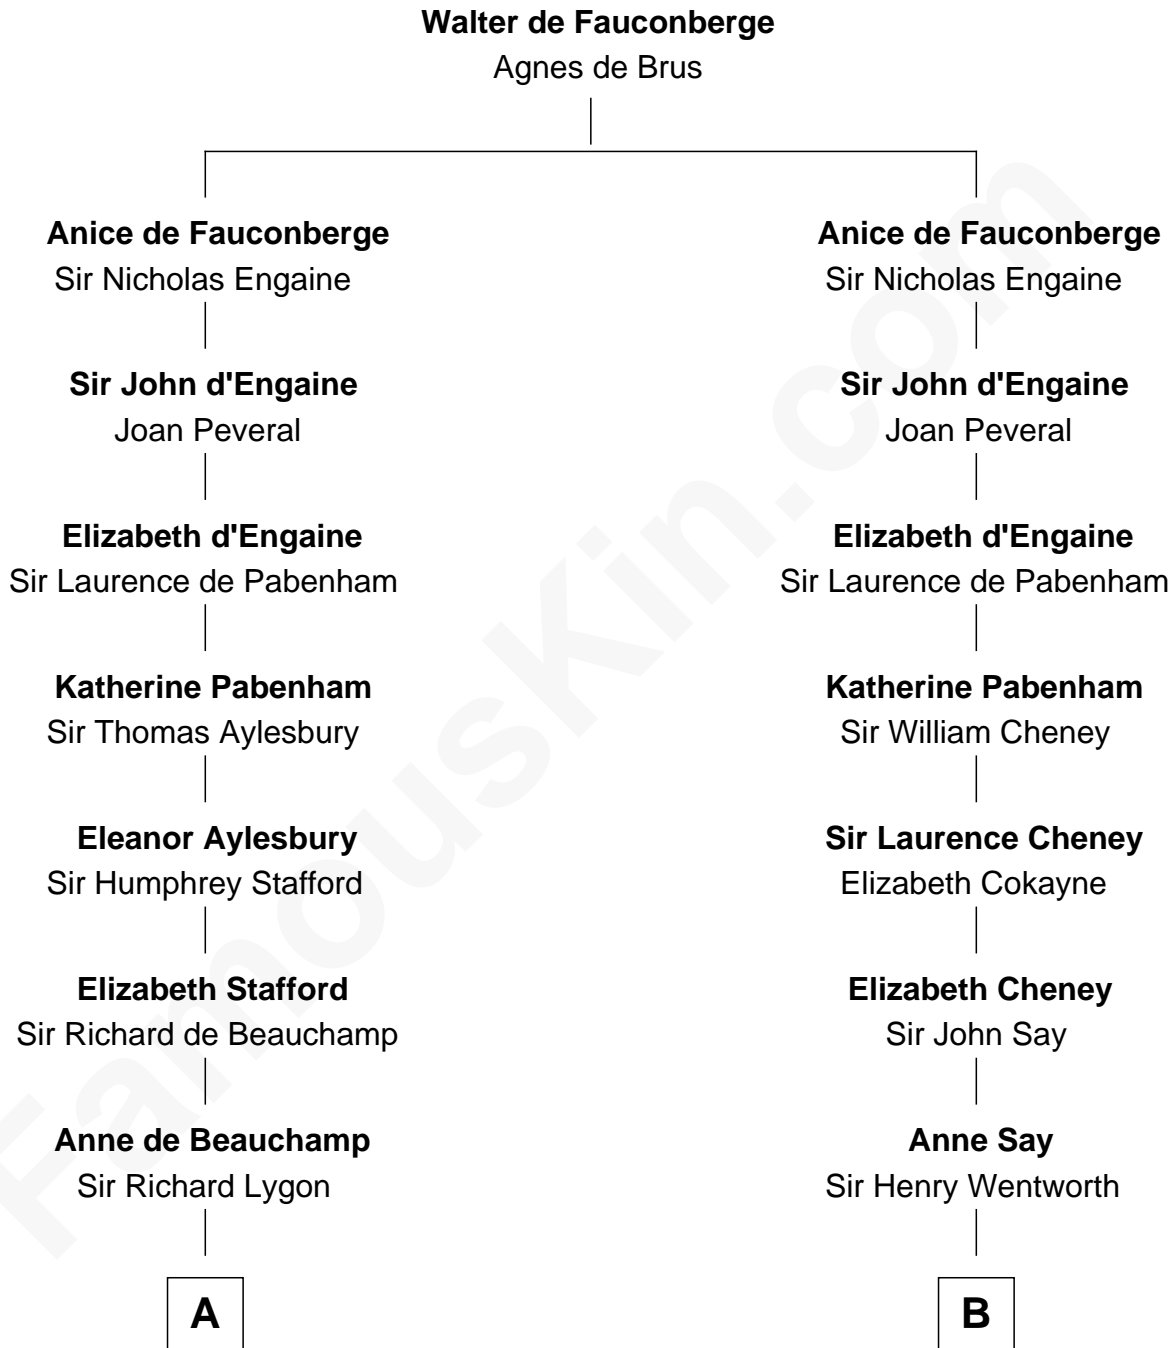 Walter de Fauconberge
Agnes de Brus
Anice de Fauconberge
Sir Nicholas Engaine
Sir John d'Engaine
Joan Peveral
Elizabeth d'Engaine
Sir Laurence de Pabenham
Katherine Pabenham
Sir Thomas Aylesbury
Eleanor Aylesbury
Sir Humphrey Stafford
Elizabeth Stafford
Sir Richard de Beauchamp
Anne de Beauchamp
Sir Richard Lygon
A
Anice de Fauconberge
Sir Nicholas Engaine
Sir John d'Engaine
Joan Peveral
Elizabeth d'Engaine
Sir Laurence de Pabenham
Katherine Pabenham
Sir William Cheney
Sir Laurence Cheney
Elizabeth Cokayne
Elizabeth Cheney
Sir John Say
Anne Say
Sir Henry Wentworth
B
FamousKin.com